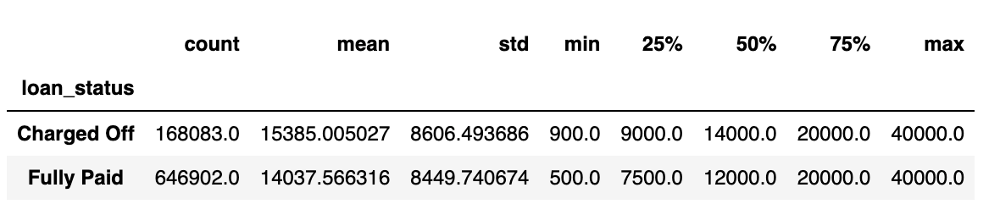 count mean std min 25% 50% 75% max
loan_status
Charged Off 168083.0 15385.005027 8606.493686 900.0 9000.0 14000.0 20000.0 40000.0
Fully Paid 646902.0 14037.566316 8449.740674 500.0 7500.0 12000.0 20000.0 40000.0